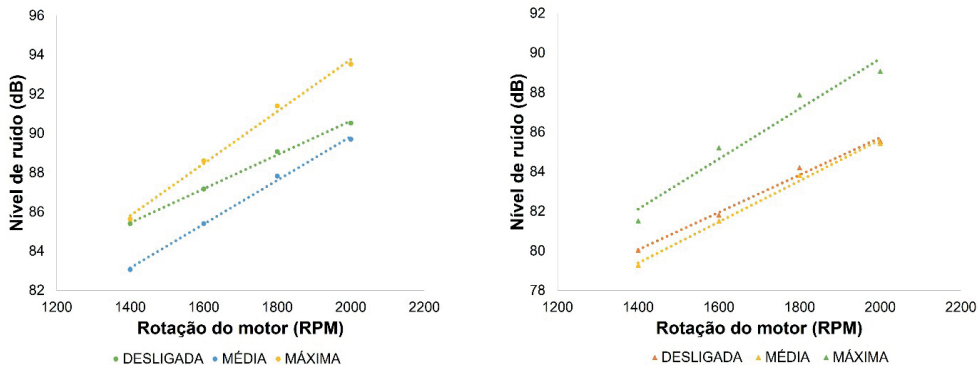 96
94
92
90
88
86
84
82
Nível de ruído (dB)
1200 1400 1600 1800 2000 2200
Rotação do motor (RPM)
DESLIGADA MÉDIA MÁXIMA
92
90
88
86
84
82
80
78
Nível de ruído (dB)
1200 1400 1600 1800 2000 2200
Rotação do motor (RPM)
DESLIGADA MÉDIA MÁXIMA